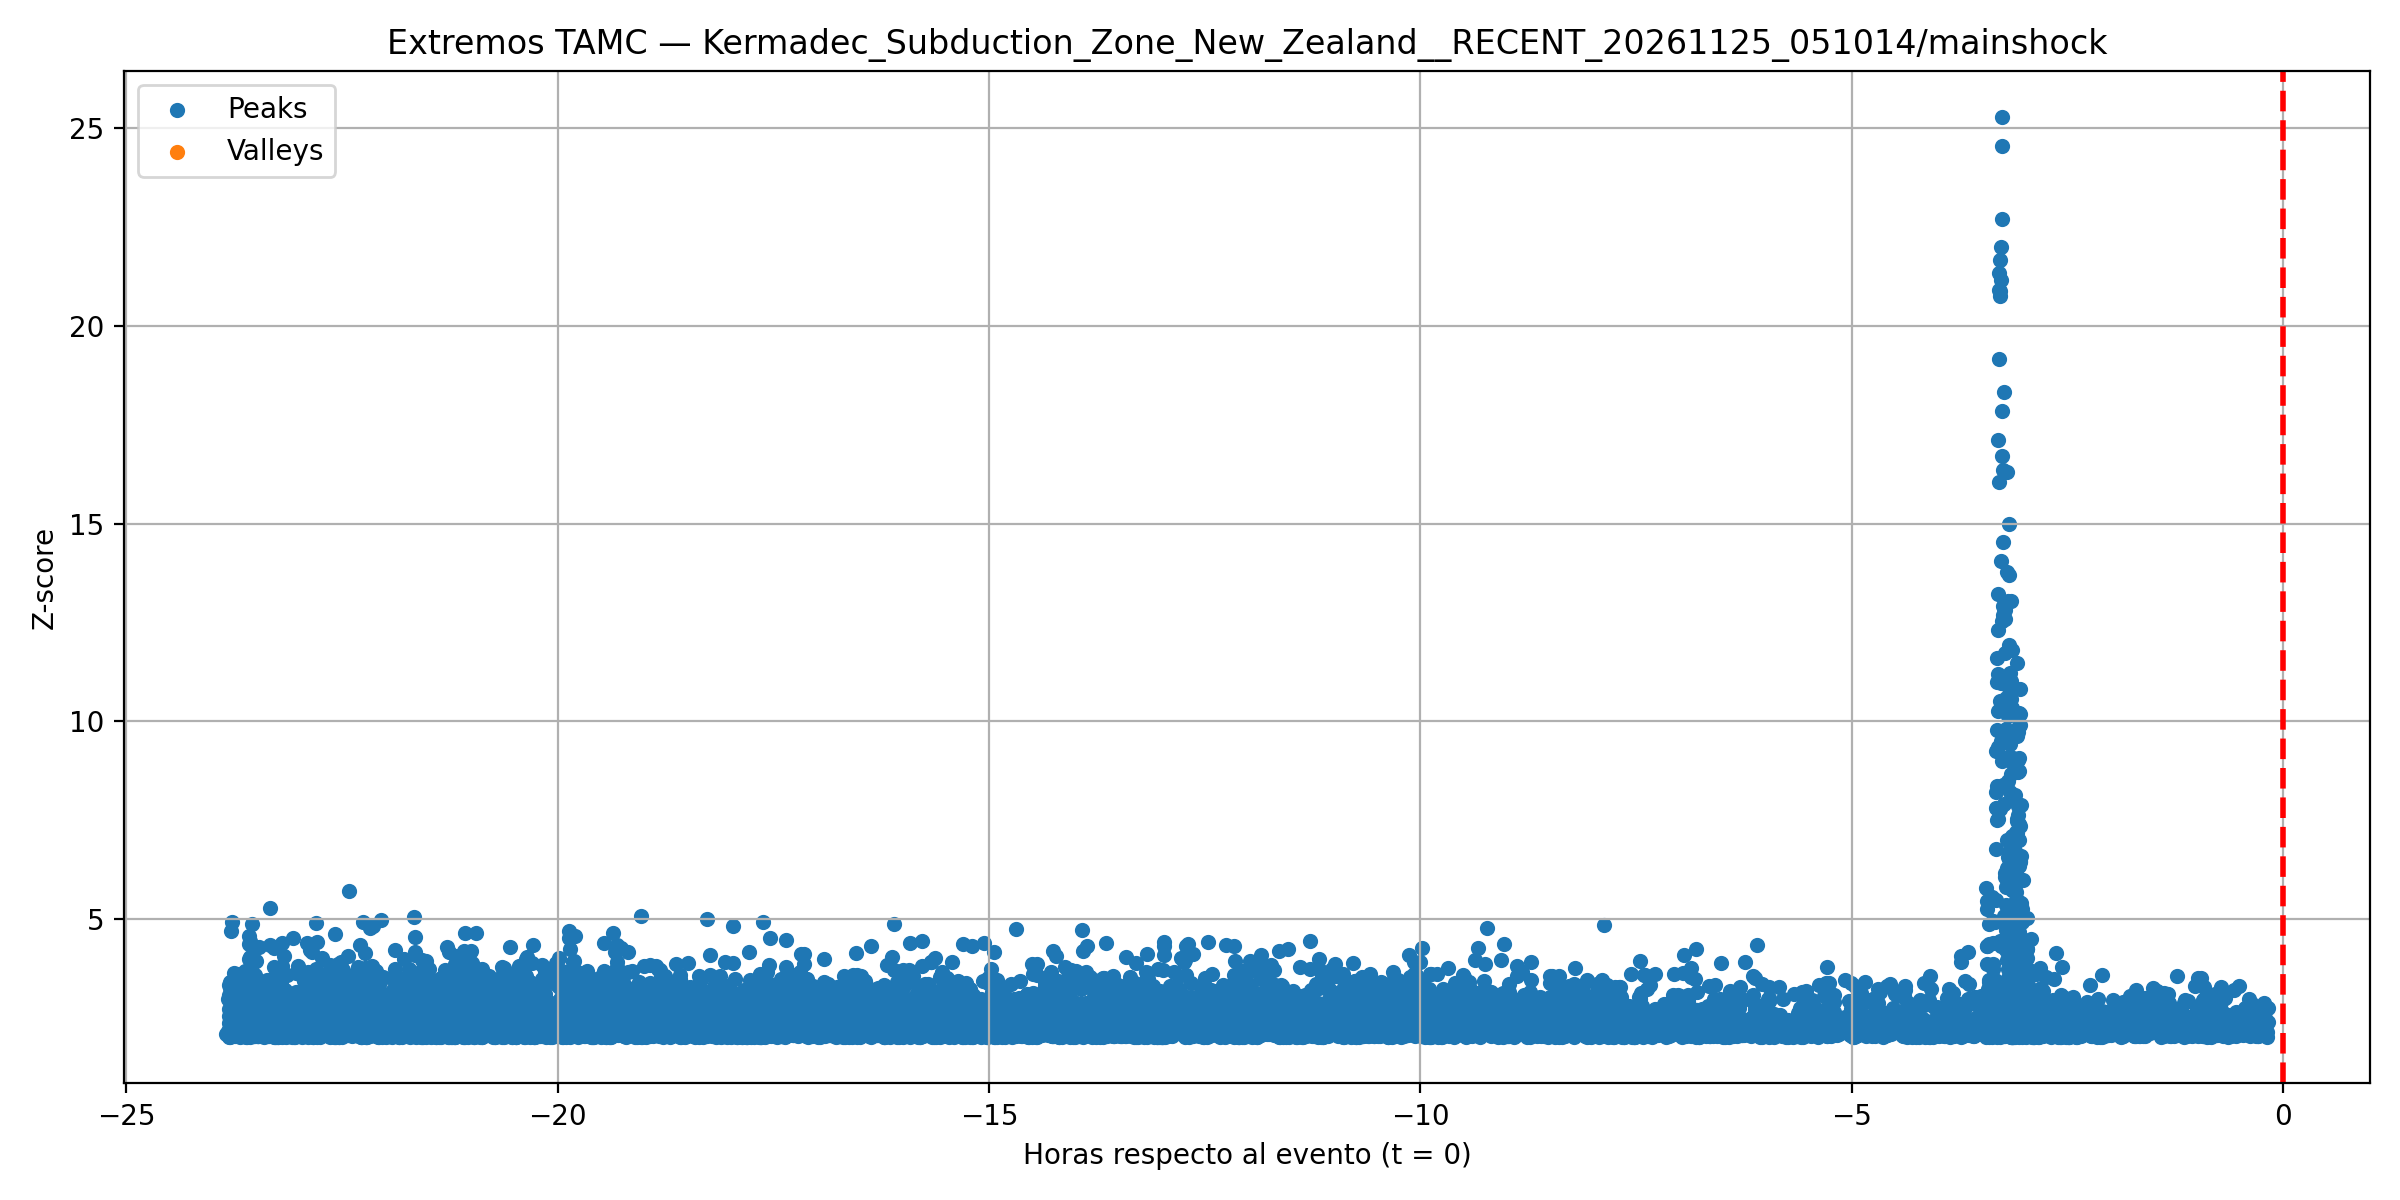 Extremos TAMC — Kermadec_Subduction_Zone_New_Zealand__RECENT_20261125_051014/mainshock
Peaks
Valleys
25
20
15
10
5
Z-score
−25 −20 −15 −10 −5 0
Horas respecto al evento (t = 0)